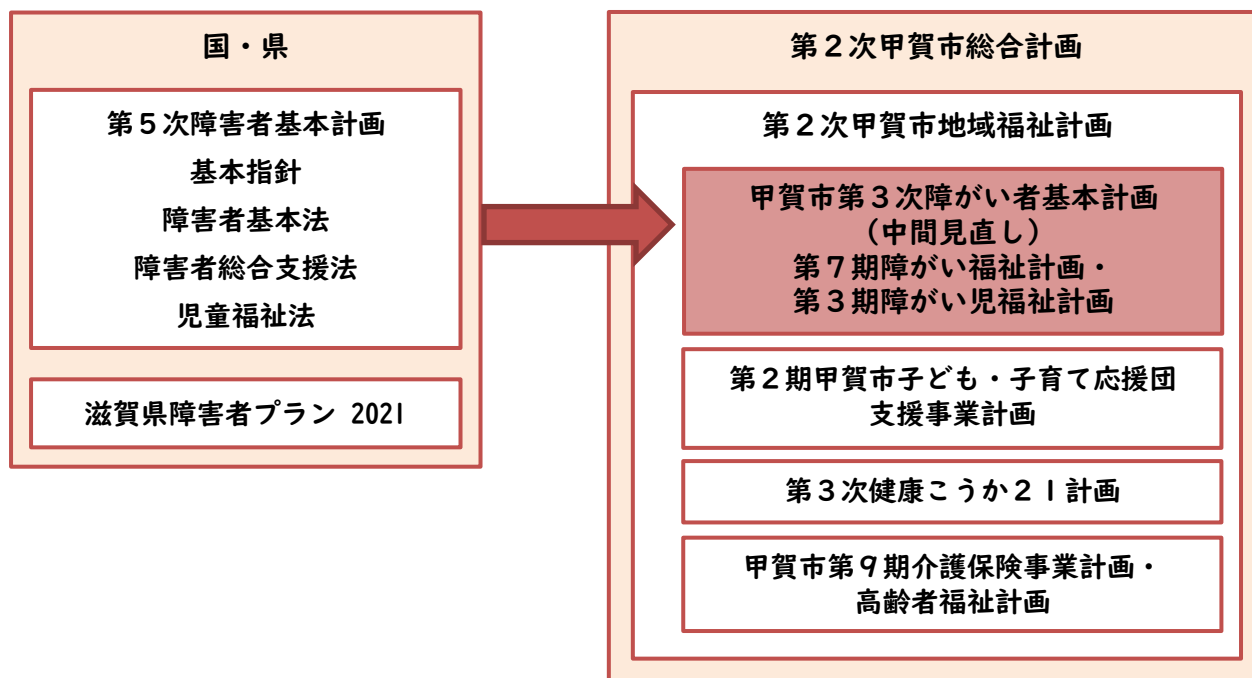 国・県
第５次障害者基本計画
基本指針
障害者基本法
障害者総合支援法
児童福祉法
滋賀県障害者プラン 2021
第２次甲賀市総合計画
第２次甲賀市地域福祉計画
甲賀市第３次障がい者基本計画
（中間見直し）
第７期障がい福祉計画・
第３期障がい児福祉計画
第２期甲賀市子ども・子育て応援団
支援事業計画
第３次健康こうか２１計画
甲賀市第９期介護保険事業計画・
高齢者福祉計画